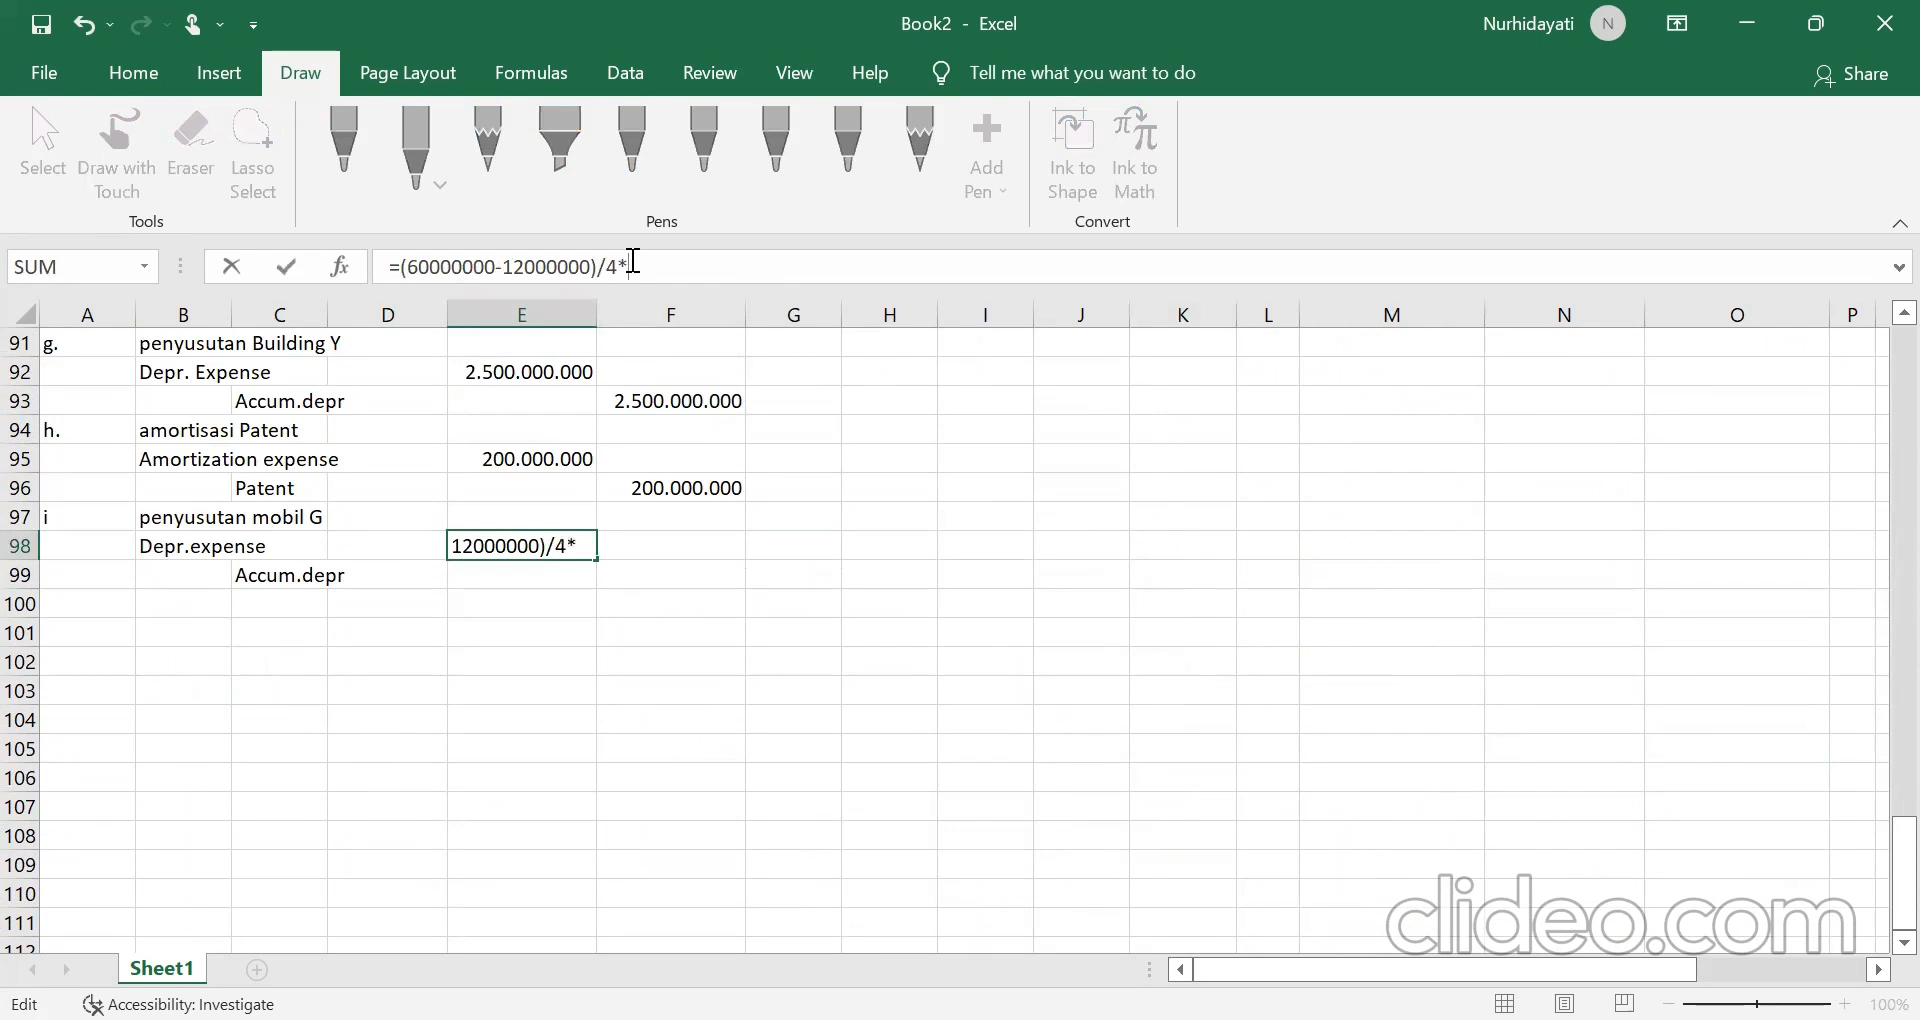 Book2 - Excel
Nurhidayati
N
File Home Insert Draw Page Layout Formulas Data Review View Help Tell me what you want to do
Share
Select
Draw with Touch
Eraser
Lasso Select
Tools
Pens
Add Pen
Ink to Shape
Ink to Math
Convert
SUM
fx
=(60000000-12000000)/4*
A B C D E F G H I J K L M N O P
91 g. penyusutan Building Y
92 Depr. Expense 2.500.000.000
93 Accum.depr 2.500.000.000
94 h. amortisasi Patent
95 Amortization expense 200.000.000
96 Patent 200.000.000
97 i penyusutan mobil G
98 Depr.expense 12000000)/4*
99 Accum.depr
100
101
102
103
104
105
106
107
108
109
110
111
112
clideo.com
Sheet1
Edit
Accessibility: Investigate
100%